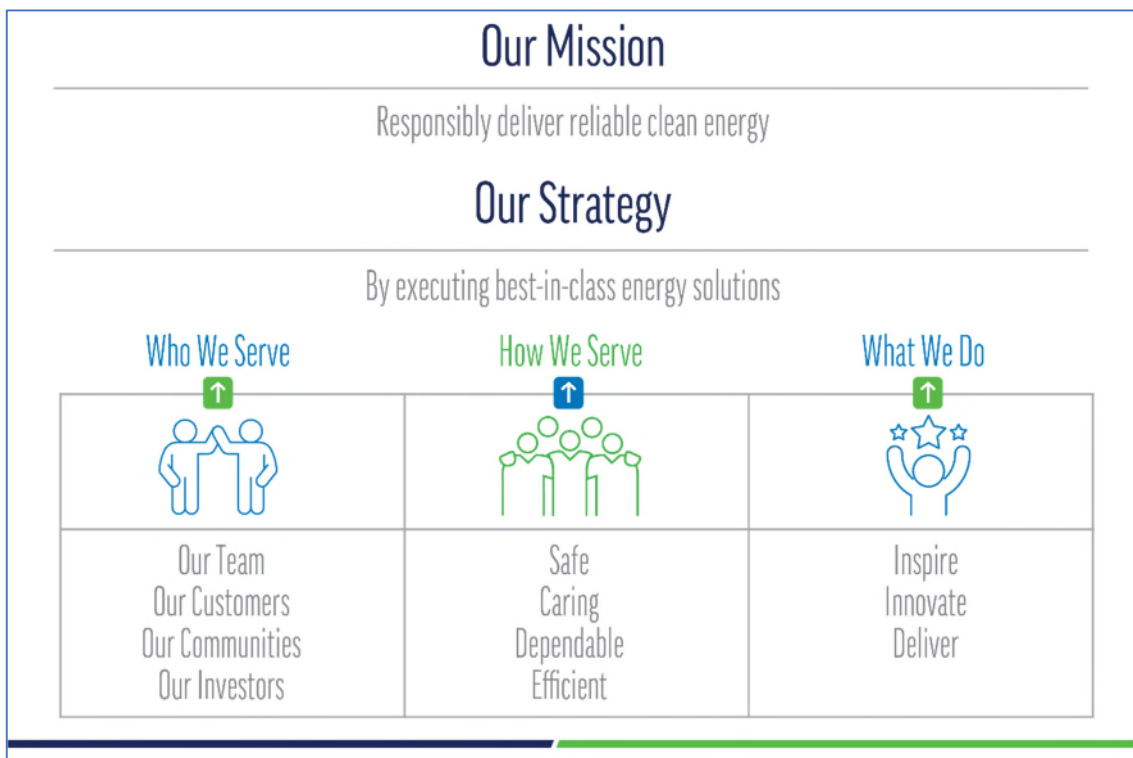 Our Mission
Responsibly deliver reliable clean energy
Our Strategy
By executing best-in-class energy solutions
Who We Serve
How We Serve
What We Do
Our Team
Our Customers
Our Communities
Our Investors
Safe
Caring
Dependable
Efficient
Inspire
Innovate
Deliver